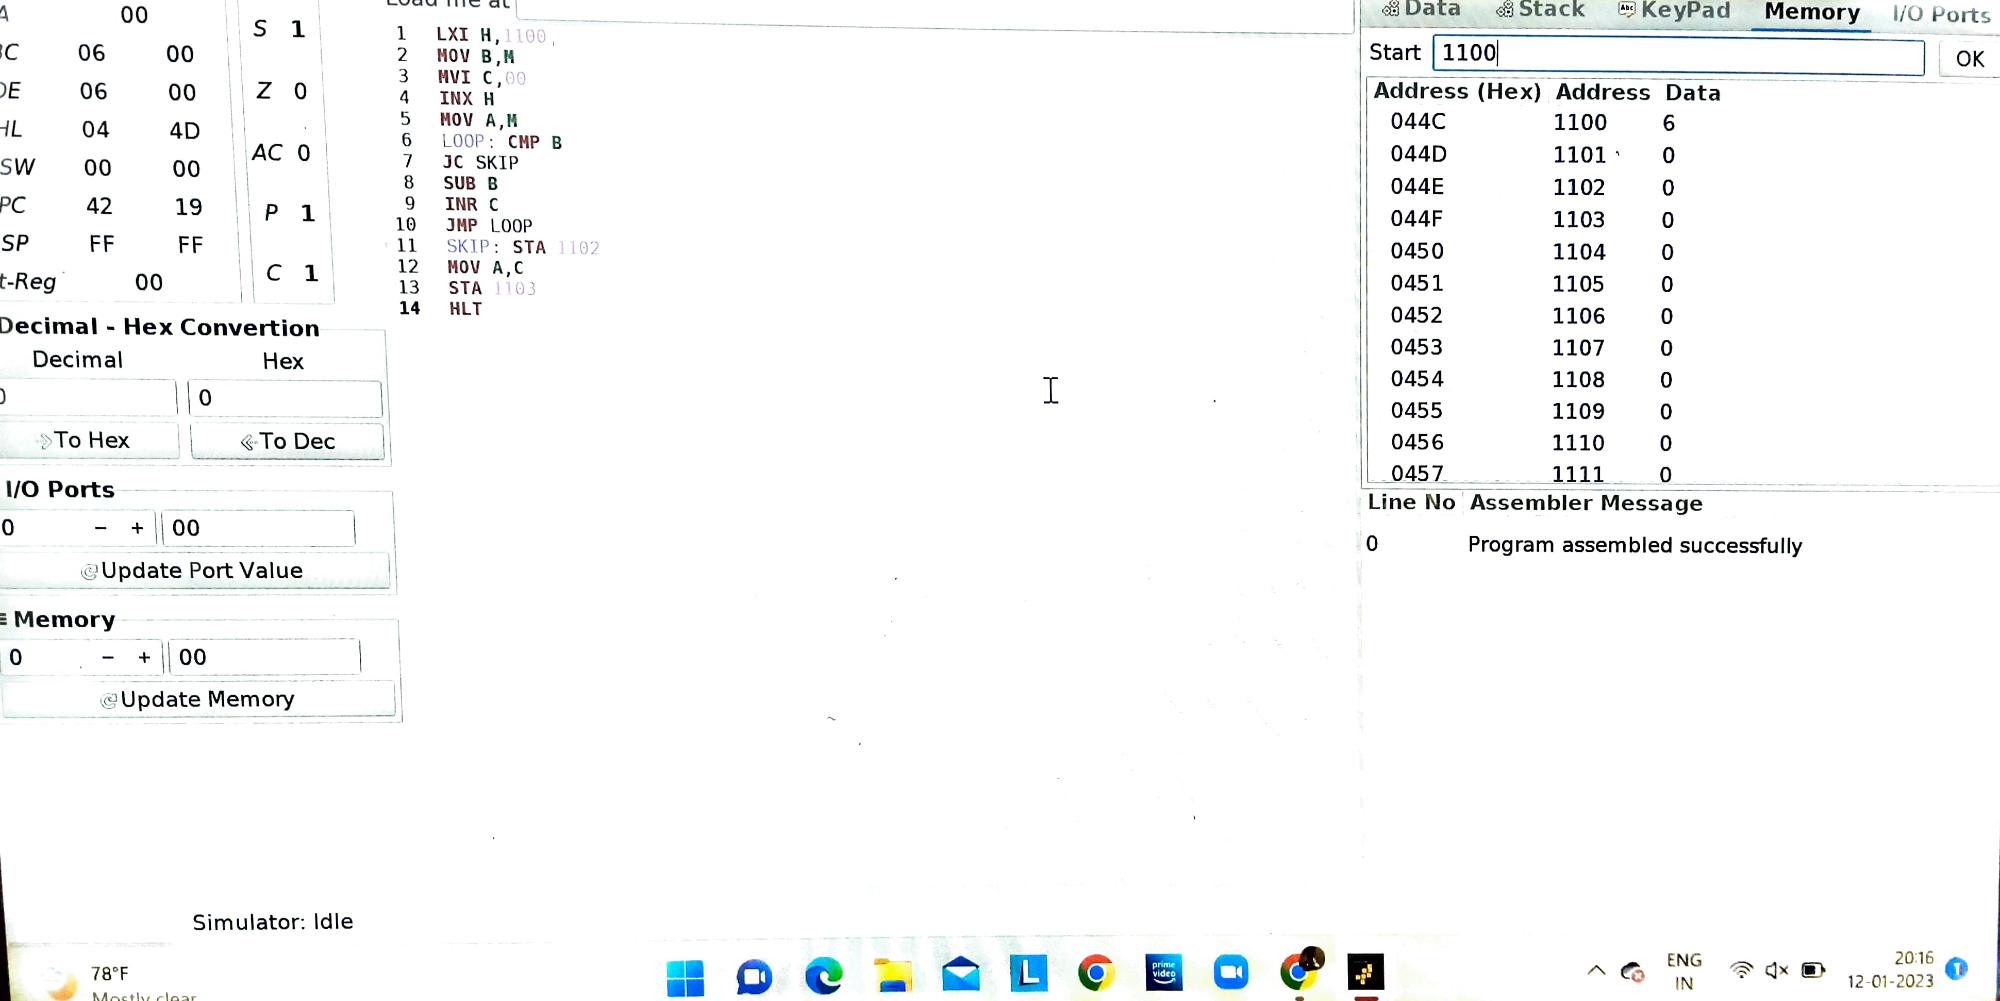 A 00
BC 06 00
DE 06 00
HL 04 4D
SW 00 00
PC 42 19
SP FF FF
t-Reg 00
S 1
Z 0
AC 0
P 1
C 1
Decimal - Hex Convertion
Decimal Hex
0 0
To Hex To Dec
I/O Ports
0 − + 00
Update Port Value
Memory
0 − + 00
Update Memory
Simulator: Idle
Load me at
1 LXI H,1100
2 MOV B,M
3 MVI C,00
4 INX H
5 MOV A,M
6 LOOP: CMP B
7 JC SKIP
8 SUB B
9 INR C
10 JMP LOOP
11 SKIP: STA 1102
12 MOV A,C
13 STA 1103
14 HLT
Data Stack KeyPad Memory I/O Ports
Start 1100 OK
Address (Hex) Address Data
044C 1100 6
044D 1101 0
044E 1102 0
044F 1103 0
0450 1104 0
0451 1105 0
0452 1106 0
0453 1107 0
0454 1108 0
0455 1109 0
0456 1110 0
0457 1111 0
Line No Assembler Message
0 Program assembled successfully
78°F
Mostly clear
prime
video
ENG
IN
20:16
12-01-2023
1